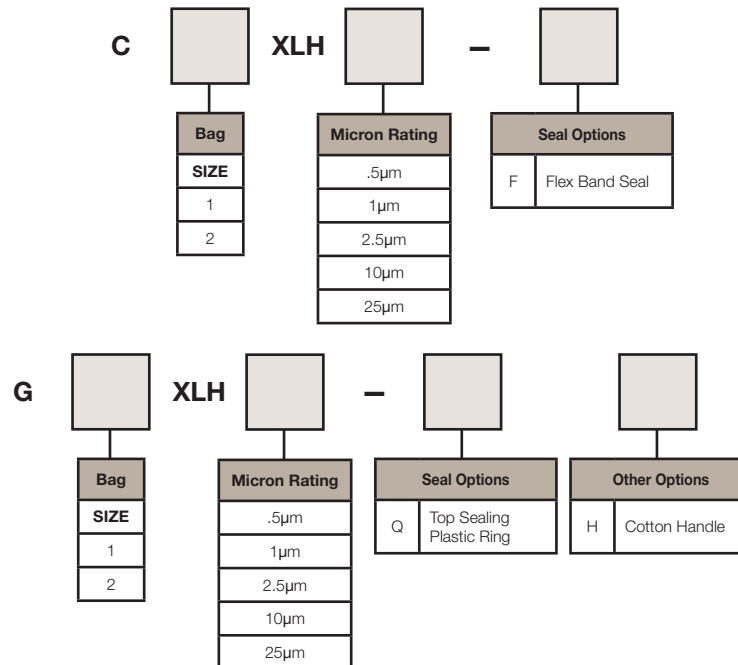 C XLH –
Bag
SIZE
1
2
Micron Rating
.5µm
1µm
2.5µm
10µm
25µm
Seal Options
F Flex Band Seal
G XLH –
Bag
SIZE
1
2
Micron Rating
.5µm
1µm
2.5µm
10µm
25µm
Seal Options
Q Top Sealing
Plastic Ring
Other Options
H Cotton Handle